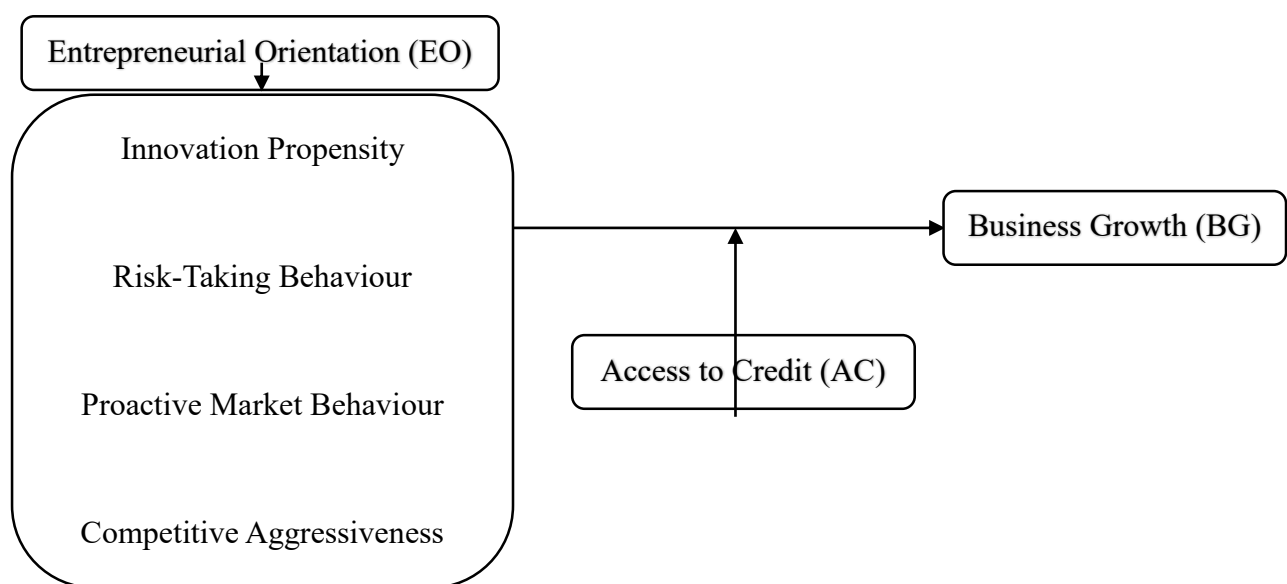 Entrepreneurial Orientation (EO)
Innovation Propensity
Risk-Taking Behaviour
Proactive Market Behaviour
Competitive Aggressiveness
Access to Credit (AC)
Business Growth (BG)